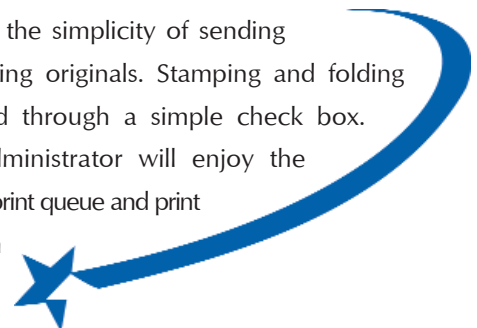 the simplicity of sending
ing originals. Stamping and folding
d through a simple check box.
dministrator will enjoy the
print queue and print